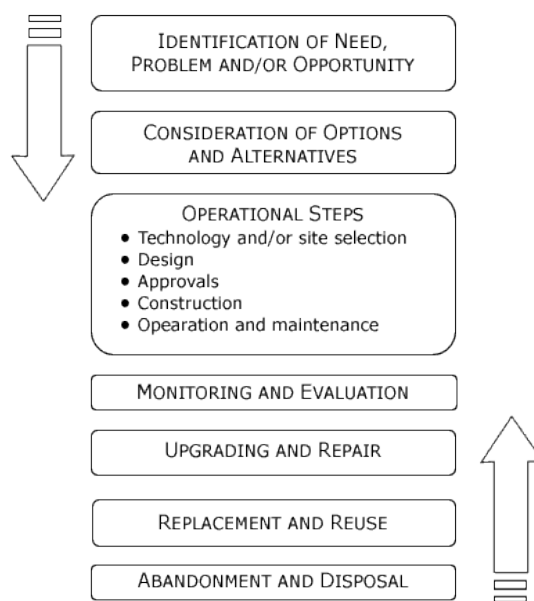 IDENTIFICATION OF NEED,
PROBLEM AND/OR OPPORTUNITY
CONSIDERATION OF OPTIONS
AND ALTERNATIVES
OPERATIONAL STEPS
• Technology and/or site selection
• Design
• Approvals
• Construction
• Opearation and maintenance
MONITORING AND EVALUATION
UPGRADING AND REPAIR
REPLACEMENT AND REUSE
ABANDONMENT AND DISPOSAL